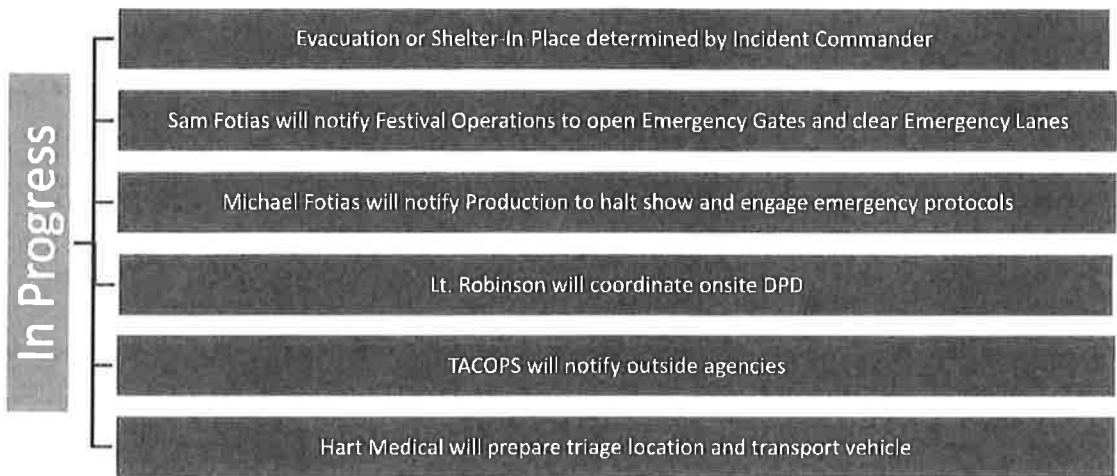 In Progress
Evacuation or Shelter-In-Place determined by Incident Commander
Sam Fotias will notify Festival Operations to open Emergency Gates and clear Emergency Lanes
Michael Fotias will notify Production to halt show and engage emergency protocols
Lt. Robinson will coordinate onsite DPD
TACOPS will notify outside agencies
Hart Medical will prepare triage location and transport vehicle